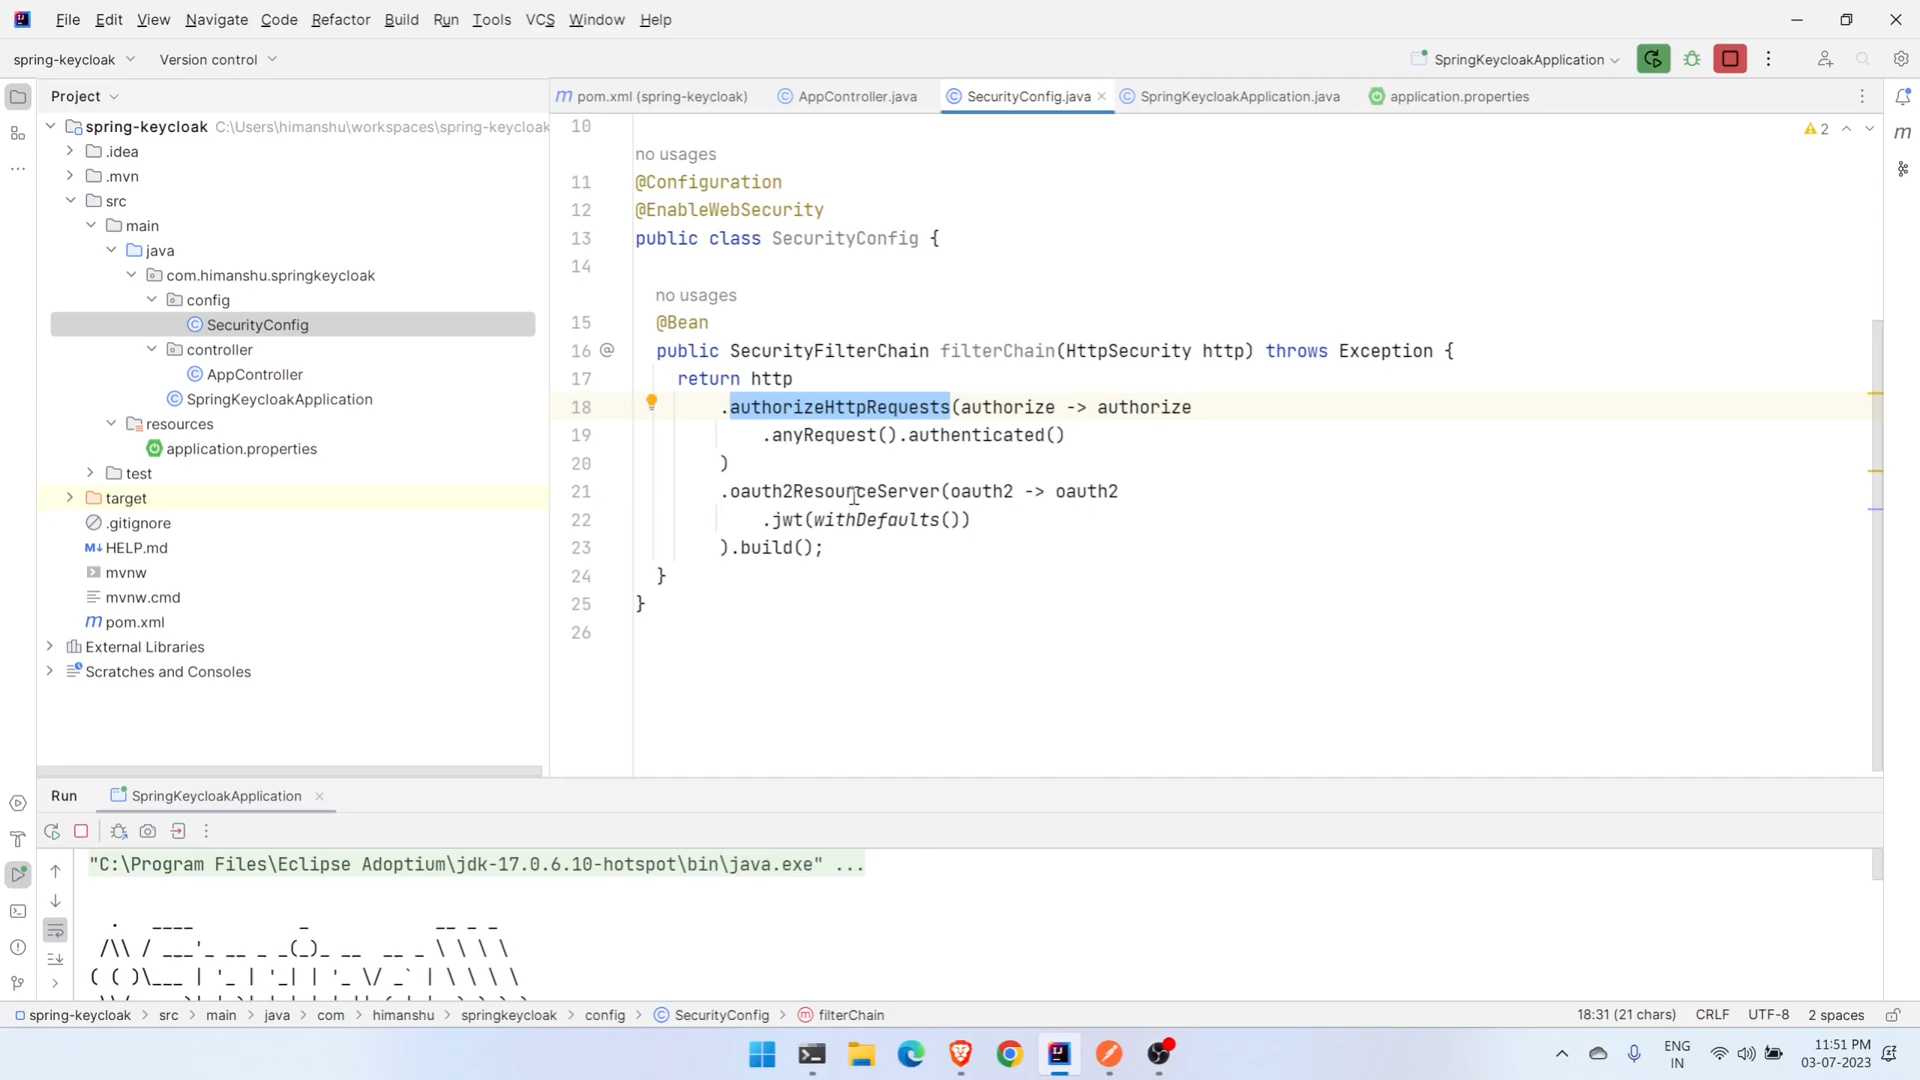 File Edit View Navigate Code Refactor Build Run Tools VCS Window Help
spring-keycloak Version control SpringKeycloakApplication
Project
pom.xml (spring-keycloak) AppController.java SecurityConfig.java SpringKeycloakApplication.java application.properties
spring-keycloak C:\Users\himanshu\workspaces\spring-keycloak
.idea
.mvn
src
main
java
com.himanshu.springkeycloak
config
SecurityConfig
controller
AppController
SpringKeycloakApplication
resources
application.properties
test
target
.gitignore
HELP.md
mvnw
mvnw.cmd
pom.xml
External Libraries
Scratches and Consoles
2
10
no usages
11 @Configuration
12 @EnableWebSecurity
13 public class SecurityConfig {
14
no usages
15 @Bean
16 public SecurityFilterChain filterChain(HttpSecurity http) throws Exception {
17 return http
18 .authorizeHttpRequests(authorize -> authorize
19 .anyRequest().authenticated()
20 )
21 .oauth2ResourceServer(oauth2 -> oauth2
22 .jwt(withDefaults())
23 ).build();
24 }
25 }
26
Run SpringKeycloakApplication
"C:\Program Files\Eclipse Adoptium\jdk-17.0.6.10-hotspot\bin\java.exe" ...
spring-keycloak > src > main > java > com > himanshu > springkeycloak > config > SecurityConfig > filterChain
18:31 (21 chars) CRLF UTF-8 2 spaces
ENG
IN
11:51 PM
03-07-2023